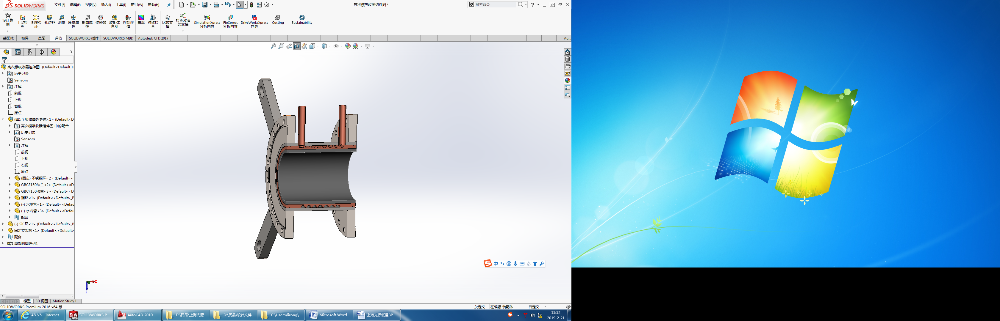 SOLIDWORKS 文件(F) 编辑(E) 视图(V) 插入(I) 工具(T) 窗口(W) 帮助(H) 高次模吸收器组件图 * 搜索命令 ?
设计算例 干涉检查 间隙验证 孔对齐 测量 质量属性 剖面属性 传感器 装配体直观 性能评估 曲率 对称检查 比较文档 检查激活的文档 SimulationXpress 分析向导 FloXpress 分析向导 DriveWorksXpress 向导 Costing Sustainability
装配体 布局 草图 评估 SOLIDWORKS 插件 SOLIDWORKS MBD Autodesk CFD 2017 Au...
高次模吸收器组件图 (Default<Default_D
历史记录
Sensors
注解
前视
上视
右视
原点
(固定) 吸收器外导体<1> (Default<D
高次模吸收器组件图 中的配合
历史记录
Sensors
注解
前视
上视
右视
原点
(固定) 不锈钢环<2> (Default<<
GBCF150法兰<2> (Default<<D
GBCF150法兰<3> (Default<<D
铜环<1> (Default<<Default>_P
(-) 水冷管<1> (Default<<Defau
(-) 水冷管<3> (Default<<Defau
配合
(-) SiC环<1> (Default<<Default>_P
固定支架板<1> (Default<<Default>
配合
局部圆周阵列1
中
X
Z
模型 3D 视图 Motion Study 1
SOLIDWORKS Premium 2016 x64 版 欠定义 在编辑 装配体 自定义
A8-V5 - Internet... SOLIDWORKS P... AutoCAD 2010 -... D:\民品\上海光源... D:\民品\设计文件... C:\Users\lirong\... Microsoft Word 上海光源低温BP... 15:52
2019-2-21